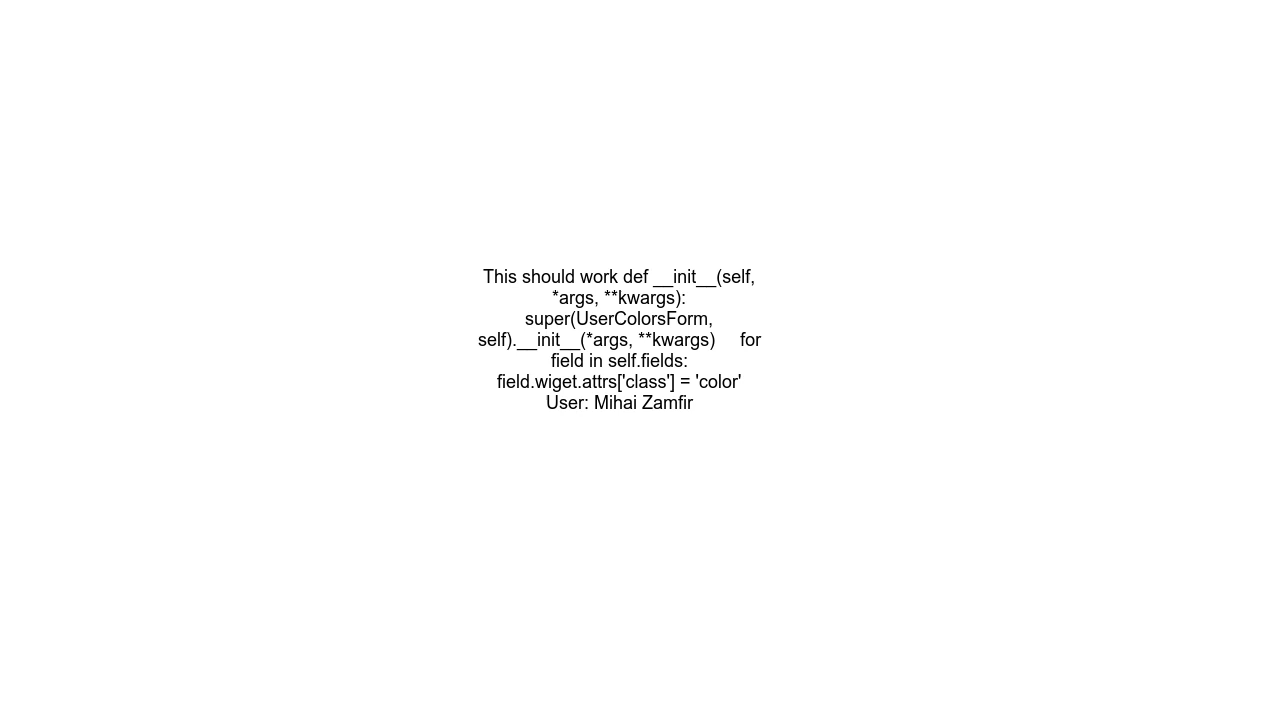 This should work def __init__(self,
*args, **kwargs):
super(UserColorsForm,
self).__init__(*args, **kwargs)     for
field in self.fields:
field.wiget.attrs['class'] = 'color'
User: Mihai Zamfir